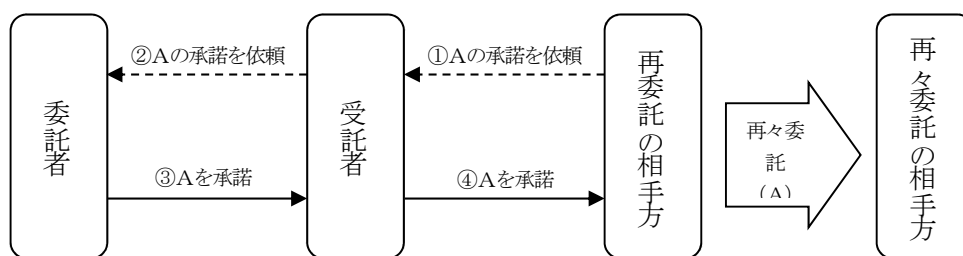 委託者
②Aの承諾を依頼
③Aを承諾
受託者
①Aの承諾を依頼
④Aを承諾
再委託の相手方
再々委
託
(A)
再々委託の相手方